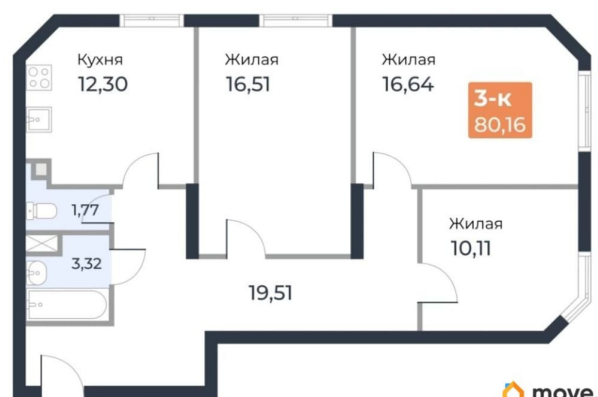 Кухня
12,30
Жилая
16,51
Жилая
16,64
3-к
80,16
1,77
3,32
Жилая
10,11
19,51
move